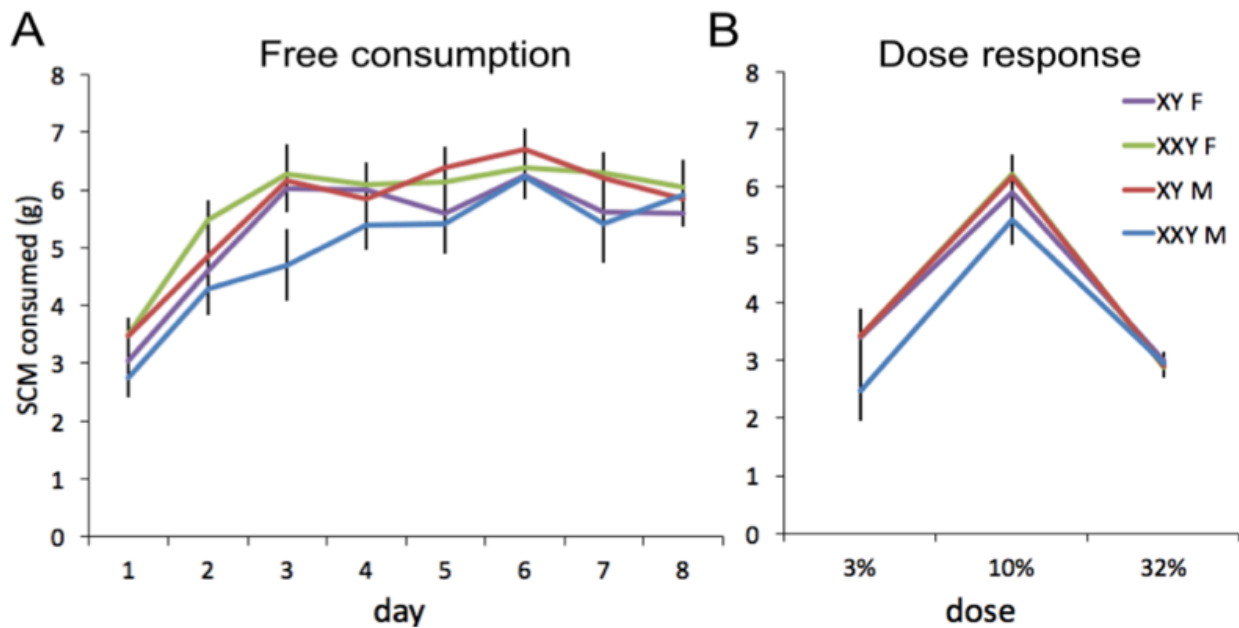 A
Free consumption
8
7
6
5
4
3
2
1
0
SCM consumed (g)
1 2 3 4 5 6 7 8
day
B
Dose response
8
7
6
5
4
3
2
1
0
XY F
XXY F
XY M
XXY M
3% 10% 32%
dose